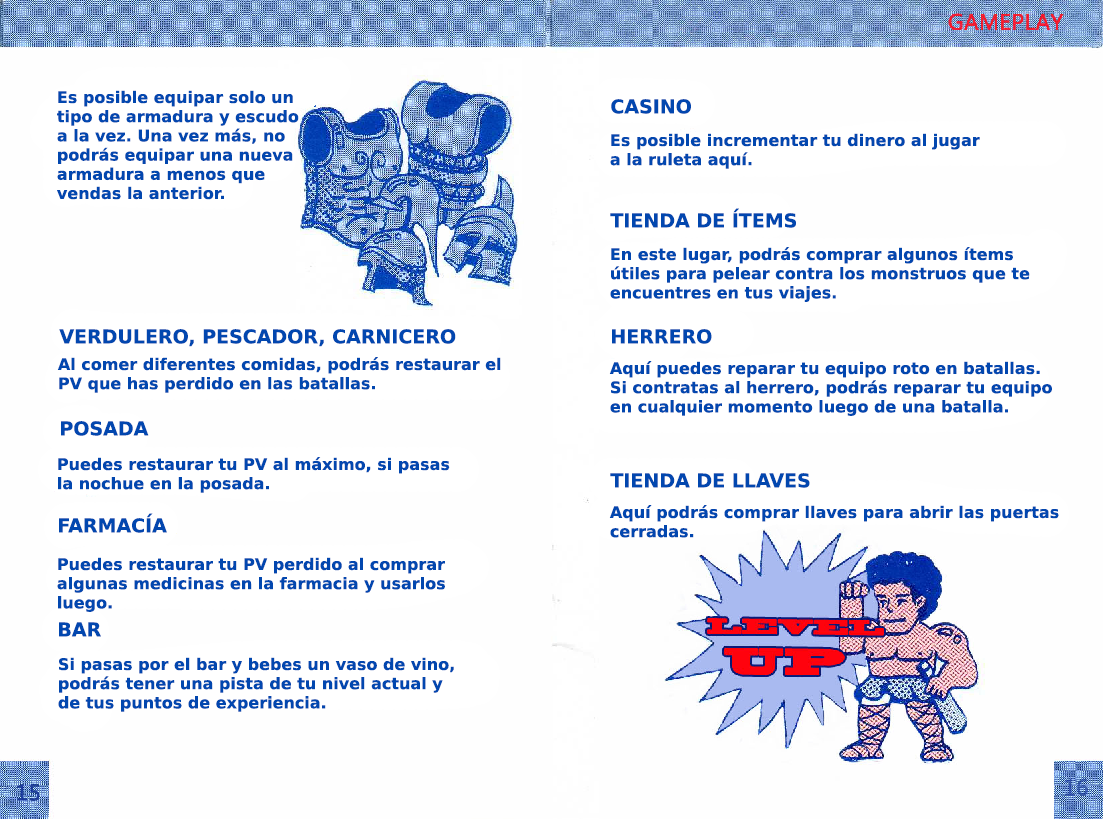 GAMEPLAY
Es posible equipar solo un
tipo de armadura y escudo
a la vez. Una vez más, no
podrás equipar una nueva
armadura a menos que
vendas la anterior.
VERDULERO, PESCADOR, CARNICERO
Al comer diferentes comidas, podrás restaurar el
PV que has perdido en las batallas.
POSADA
Puedes restaurar tu PV al máximo, si pasas
la nochue en la posada.
FARMACÍA
Puedes restaurar tu PV perdido al comprar
algunas medicinas en la farmacia y usarlos
luego.
BAR
Si pasas por el bar y bebes un vaso de vino,
podrás tener una pista de tu nivel actual y
de tus puntos de experiencia.
15
CASINO
Es posible incrementar tu dinero al jugar
a la ruleta aquí.
TIENDA DE ÍTEMS
En este lugar, podrás comprar algunos ítems
útiles para pelear contra los monstruos que te
encuentres en tus viajes.
HERRERO
Aquí puedes reparar tu equipo roto en batallas.
Si contratas al herrero, podrás reparar tu equipo
en cualquier momento luego de una batalla.
TIENDA DE LLAVES
Aquí podrás comprar llaves para abrir las puertas
cerradas.
LEVEL
UP
16